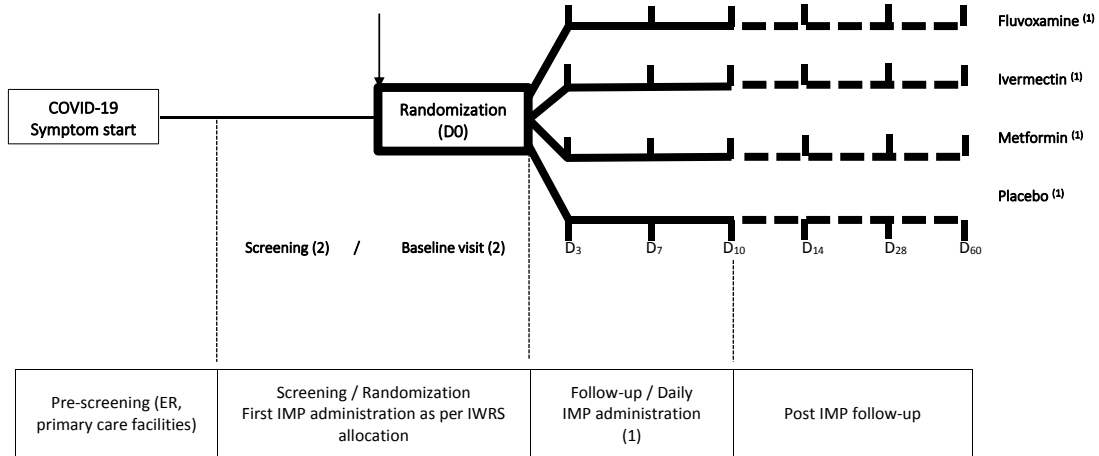 Fluvoxamine (1)
Ivermectin (1)
COVID-19
Symptom start
Randomization
(D0)
Metformin (1)
Placebo (1)
Screening (2) / Baseline visit (2)
D3 D7 D10 D14 D28 D60
Pre-screening (ER,
primary care facilities)
Screening / Randomization
First IMP administration as per IWRS
allocation
Follow-up / Daily
IMP administration
(1)
Post IMP follow-up